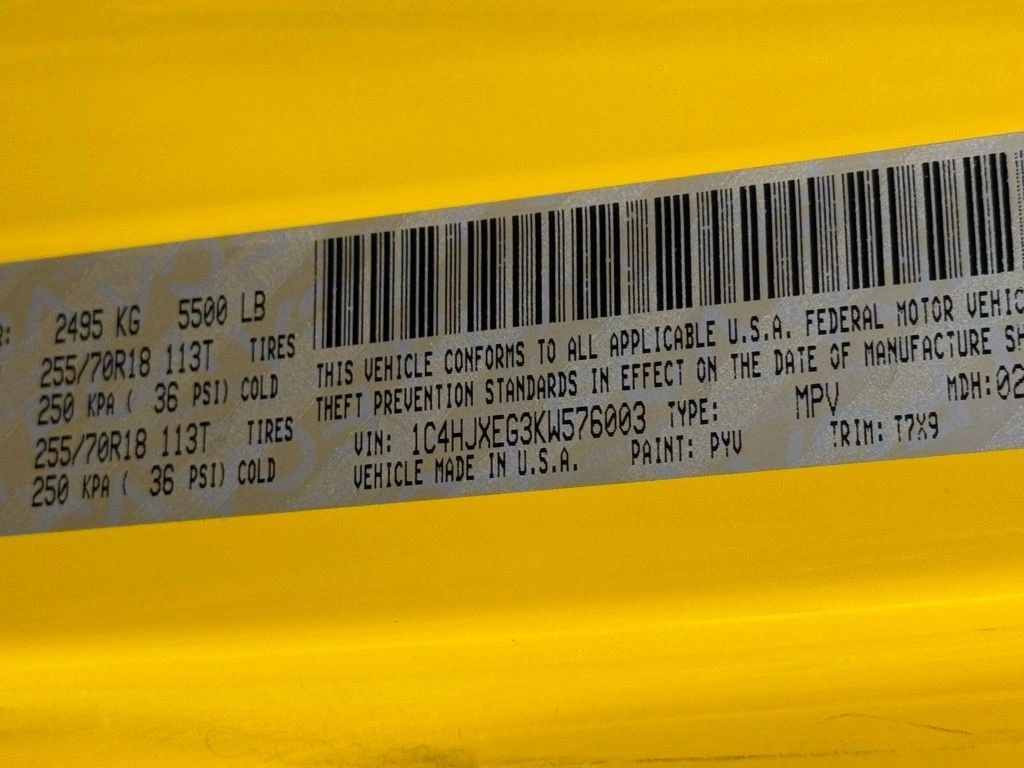 2495 KG 5500 LB
255/70R18 113T TIRES
250 KPA ( 36 PSI) COLD
255/70R18 113T TIRES
250 KPA ( 36 PSI) COLD
THIS VEHICLE CONFORMS TO ALL APPLICABLE U.S.A. FEDERAL MOTOR VEHIC
THEFT PREVENTION STANDARDS IN EFFECT ON THE DATE OF MANUFACTURE SH
VIN: 1C4HJXEG3KW576003 TYPE: MPV MDH:02
VEHICLE MADE IN U.S.A. PAINT: PYV TRIM: T7X9